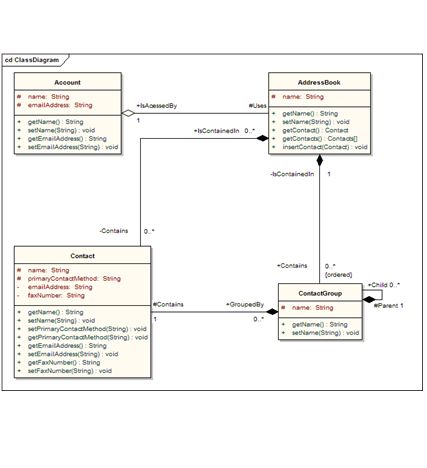 cd ClassDiagram
Account
# name: String
# emailAddress: String
+ getName() : String
+ setName(String) : void
+ getEmailAddress() : String
+ setEmailAddress(String) : void
+IsAcessedBy
1
#Uses
AddressBook
# name: String
+ getName() : String
+ setName(String) : void
+ getContact() : Contact
+ getContacts() : Contacts[]
+ insertContact(Contact) : void
+IsContainedIn 0..*
-IsContainedIn 1
-Contains 0..*
+Contains 0..*
{ordered}
Contact
# name: String
# primaryContactMethod: String
- emailAddress: String
- faxNumber: String
+ getName() : String
+ setName(String) : void
+ setPrimaryContactMethod(String) : void
+ getPrimaryContactMethod(String) : void
+ getEmailAddress() : String
+ setEmailAddress(String) : void
+ getFaxNumber() : String
+ setFaxNumber(String) : void
#Contains +GroupedBy
1 0..*
ContactGroup
# name: String
+ getName() : String
+ setName(String) : void
+Child 0..*
#Parent 1